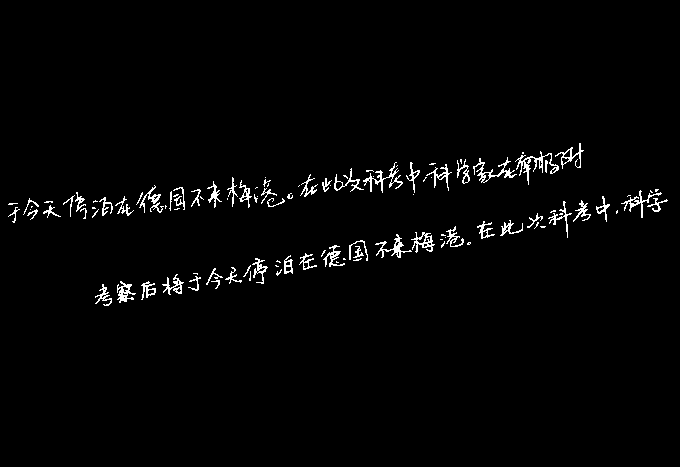 于今天停泊在德国不来梅港。在此次科考中科学家在摩附
考察后将于今天停泊在德国不来梅港。在此次科考中,科学